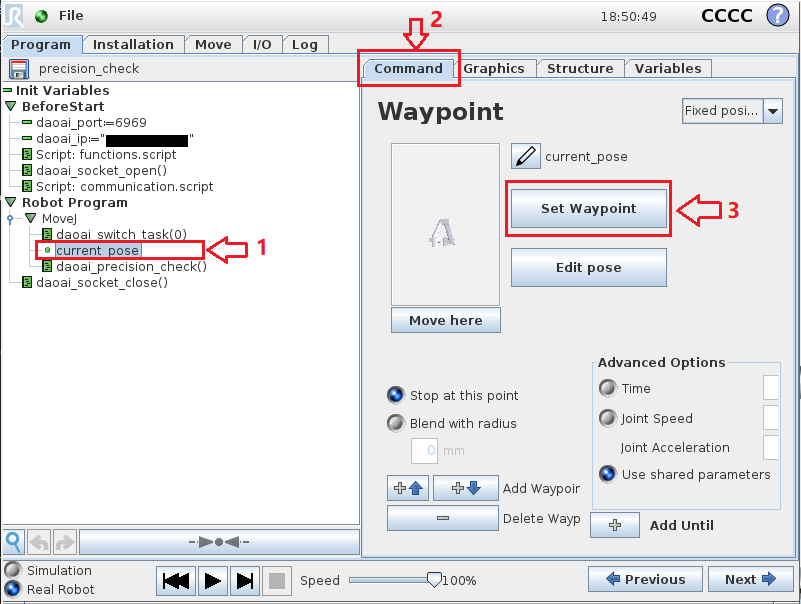 File
18:50:49
CCCC
?
Program
Installation
Move
I/O
Log
2
precision_check
Command
Graphics
Structure
Variables
Init Variables
BeforeStart
daoai_port:=6969
daoai_ip:=" "
Script: functions.script
daoai_socket_open()
Script: communication.script
Robot Program
MoveJ
daoai_switch_task(0)
current_pose
1
daoai_precision_check()
daoai_socket_close()
Waypoint
Fixed posi...
current_pose
Set Waypoint
3
Edit pose
Move here
Stop at this point
Blend with radius
0 mm
Add Waypoir
Delete Wayp
Advanced Options
Time
Joint Speed
Joint Acceleration
Use shared parameters
Add Until
Simulation
Real Robot
Speed
100%
Previous
Next